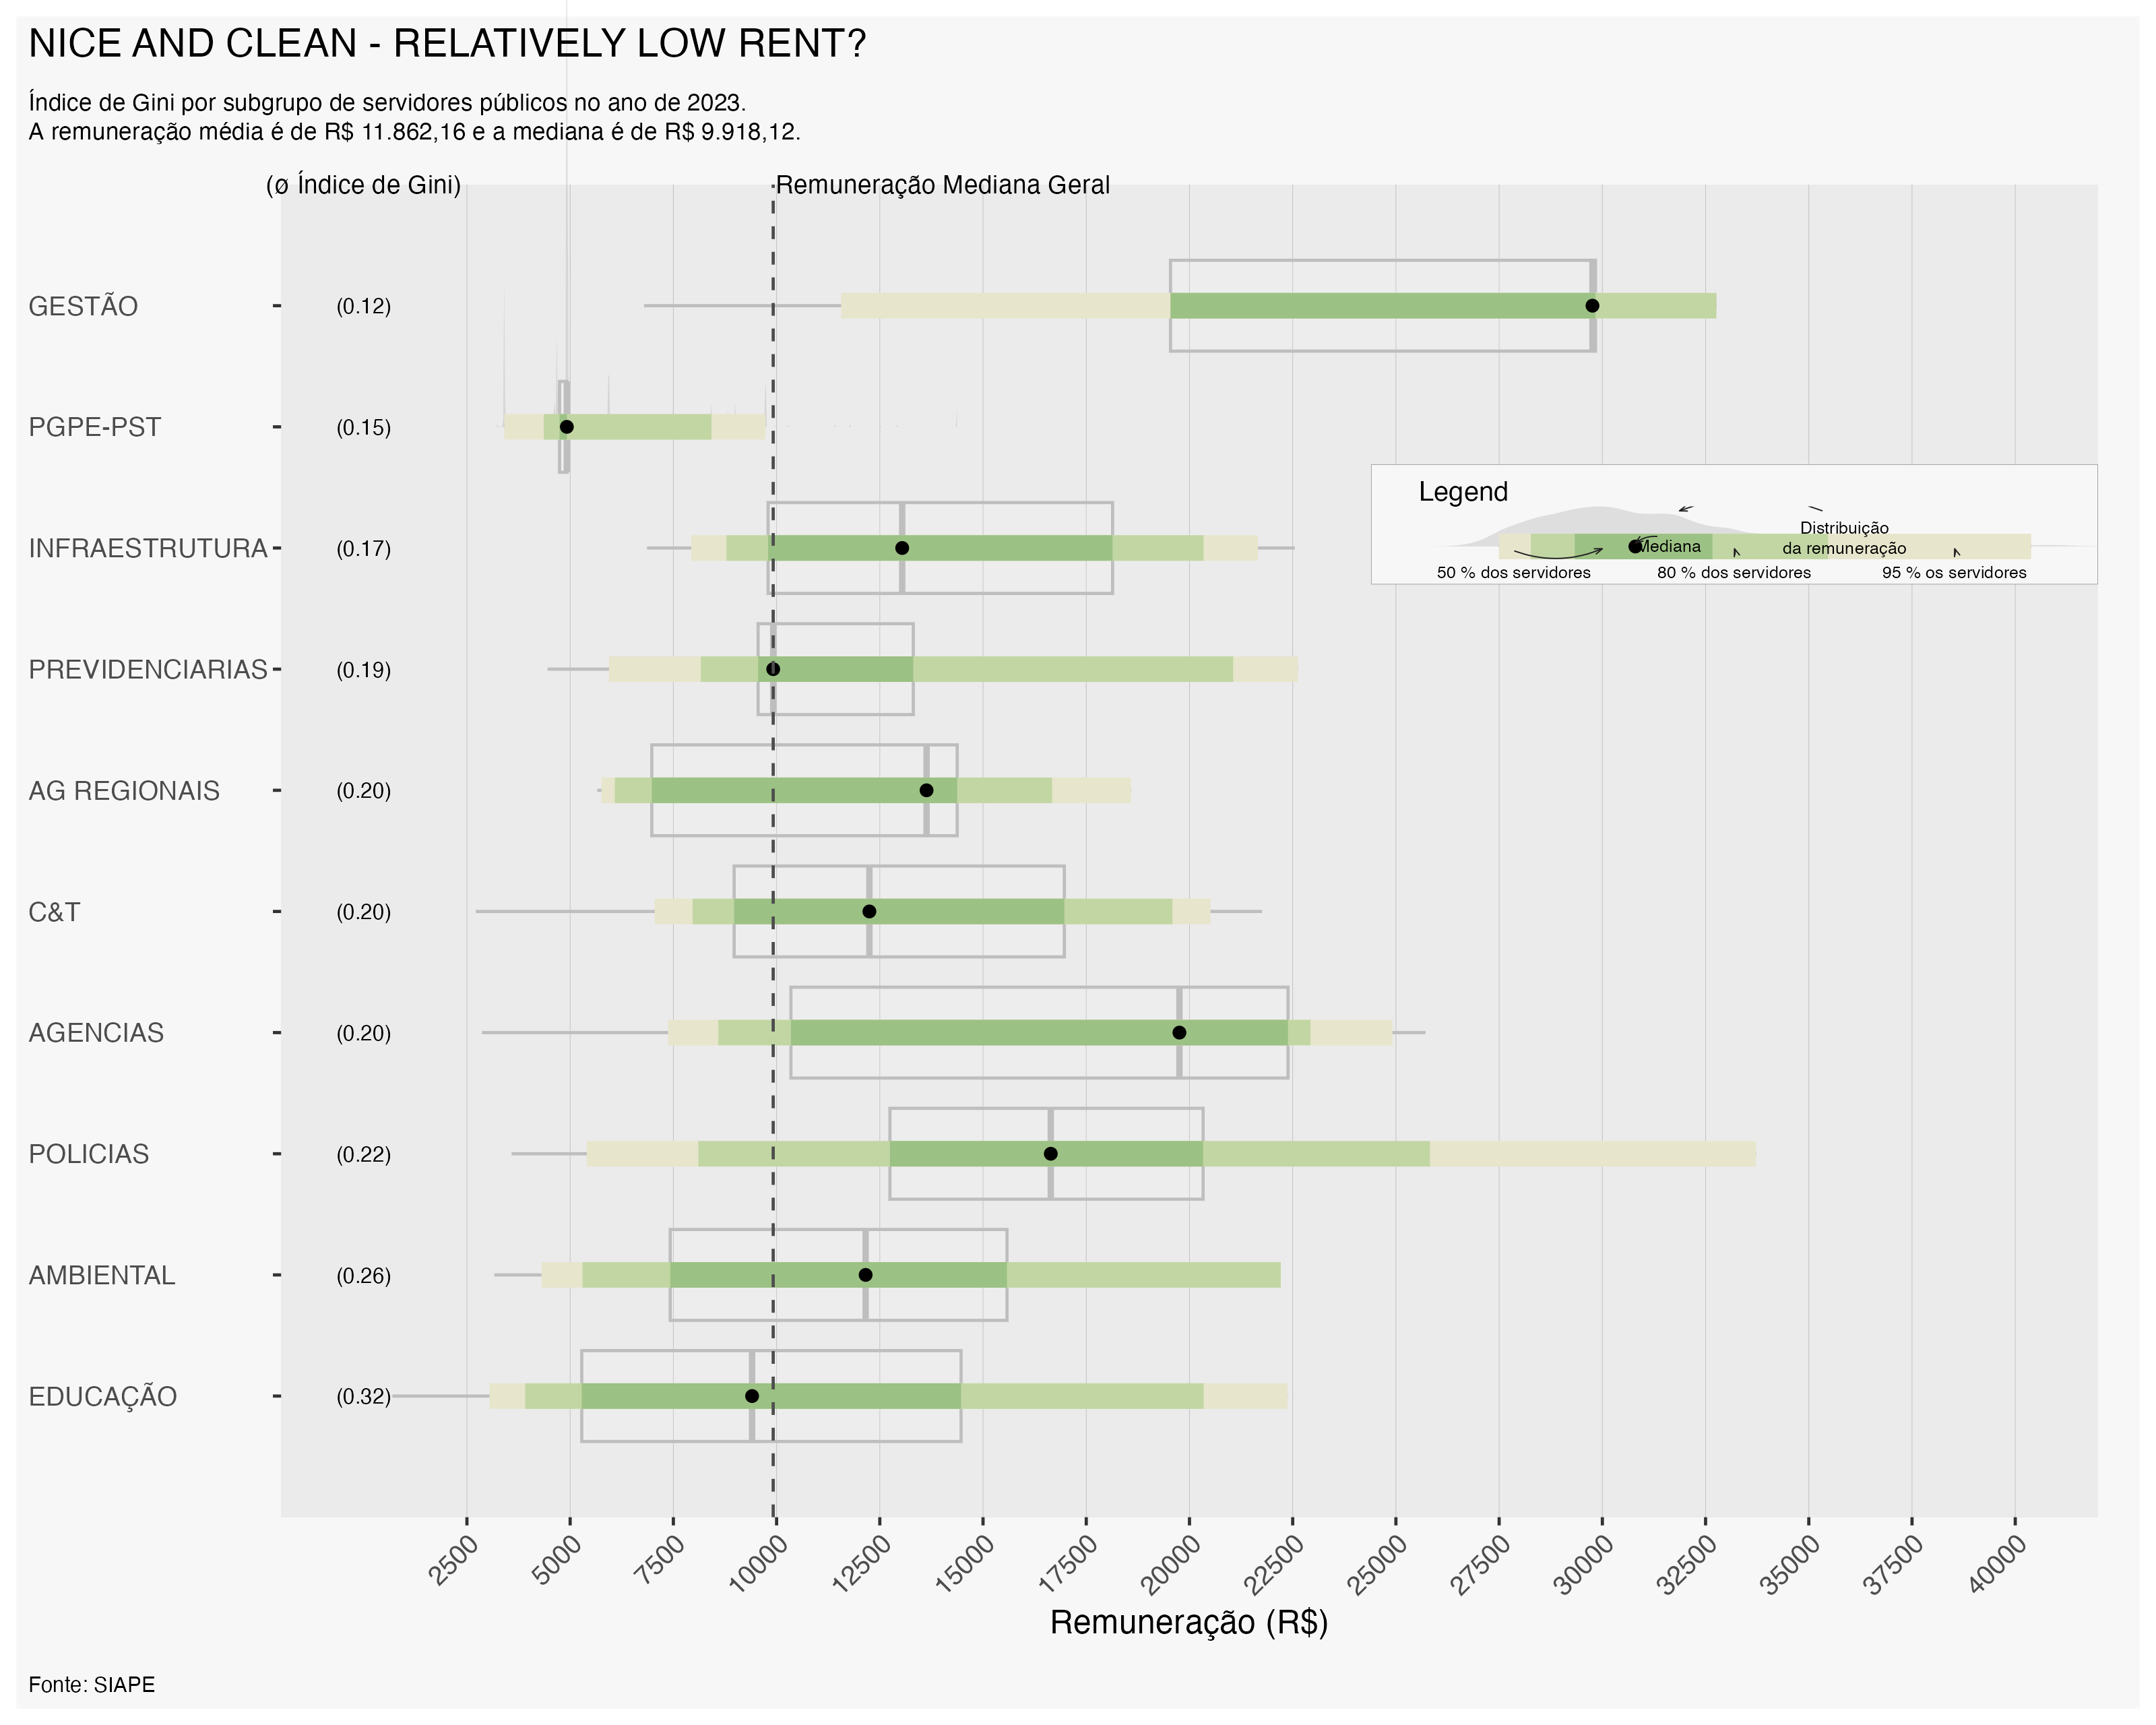 NICE AND CLEAN - RELATIVELY LOW RENT?
Índice de Gini por subgrupo de servidores públicos no ano de 2023.
A remuneração média é de R$ 11.862,16 e a mediana é de R$ 9.918,12.
(ø Índice de Gini) Remuneração Mediana Geral
GESTÃO (0.12)
PGPE-PST (0.15)
Legend
Distribuição
da remuneração
Mediana
50 % dos servidores 80 % dos servidores 95 % os servidores
INFRAESTRUTURA (0.17)
PREVIDENCIARIAS (0.19)
AG REGIONAIS (0.20)
C&T (0.20)
AGENCIAS (0.20)
POLICIAS (0.22)
AMBIENTAL (0.26)
EDUCAÇÃO (0.32)
2500 5000 7500 10000 12500 15000 17500 20000 22500 25000 27500 30000 32500 35000 37500 40000
Remuneração (R$)
Fonte: SIAPE